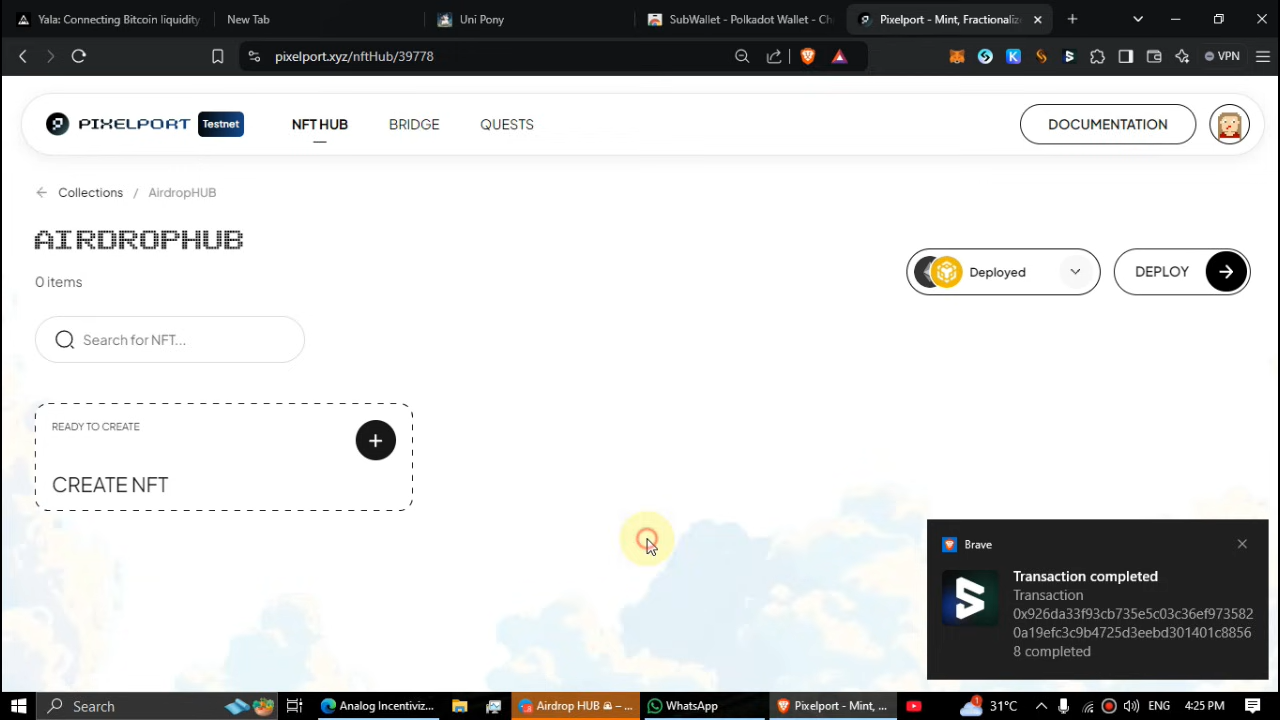 Yala: Connecting Bitcoin liquidity
New Tab
Uni Pony
SubWallet - Polkadot Wallet - Ch
Pixelport - Mint, Fractionaliz
pixelport.xyz/nftHub/39778
VPN
PIXELPORT
Testnet
NFT HUB
BRIDGE
QUESTS
DOCUMENTATION
Collections / AirdropHUB
AIRDROPHUB
0 items
Deployed
DEPLOY
Search for NFT...
READY TO CREATE
CREATE NFT
Brave
Transaction completed
Transaction
0x926da33f93cb735e5c03c36ef973582
0a19efc3c9b4725d3eebd301401c8856
8 completed
Search
Analog Incentiviz...
Airdrop HUB
WhatsApp
Pixelport - Mint, ...
1
31°C
ENG
4:25 PM